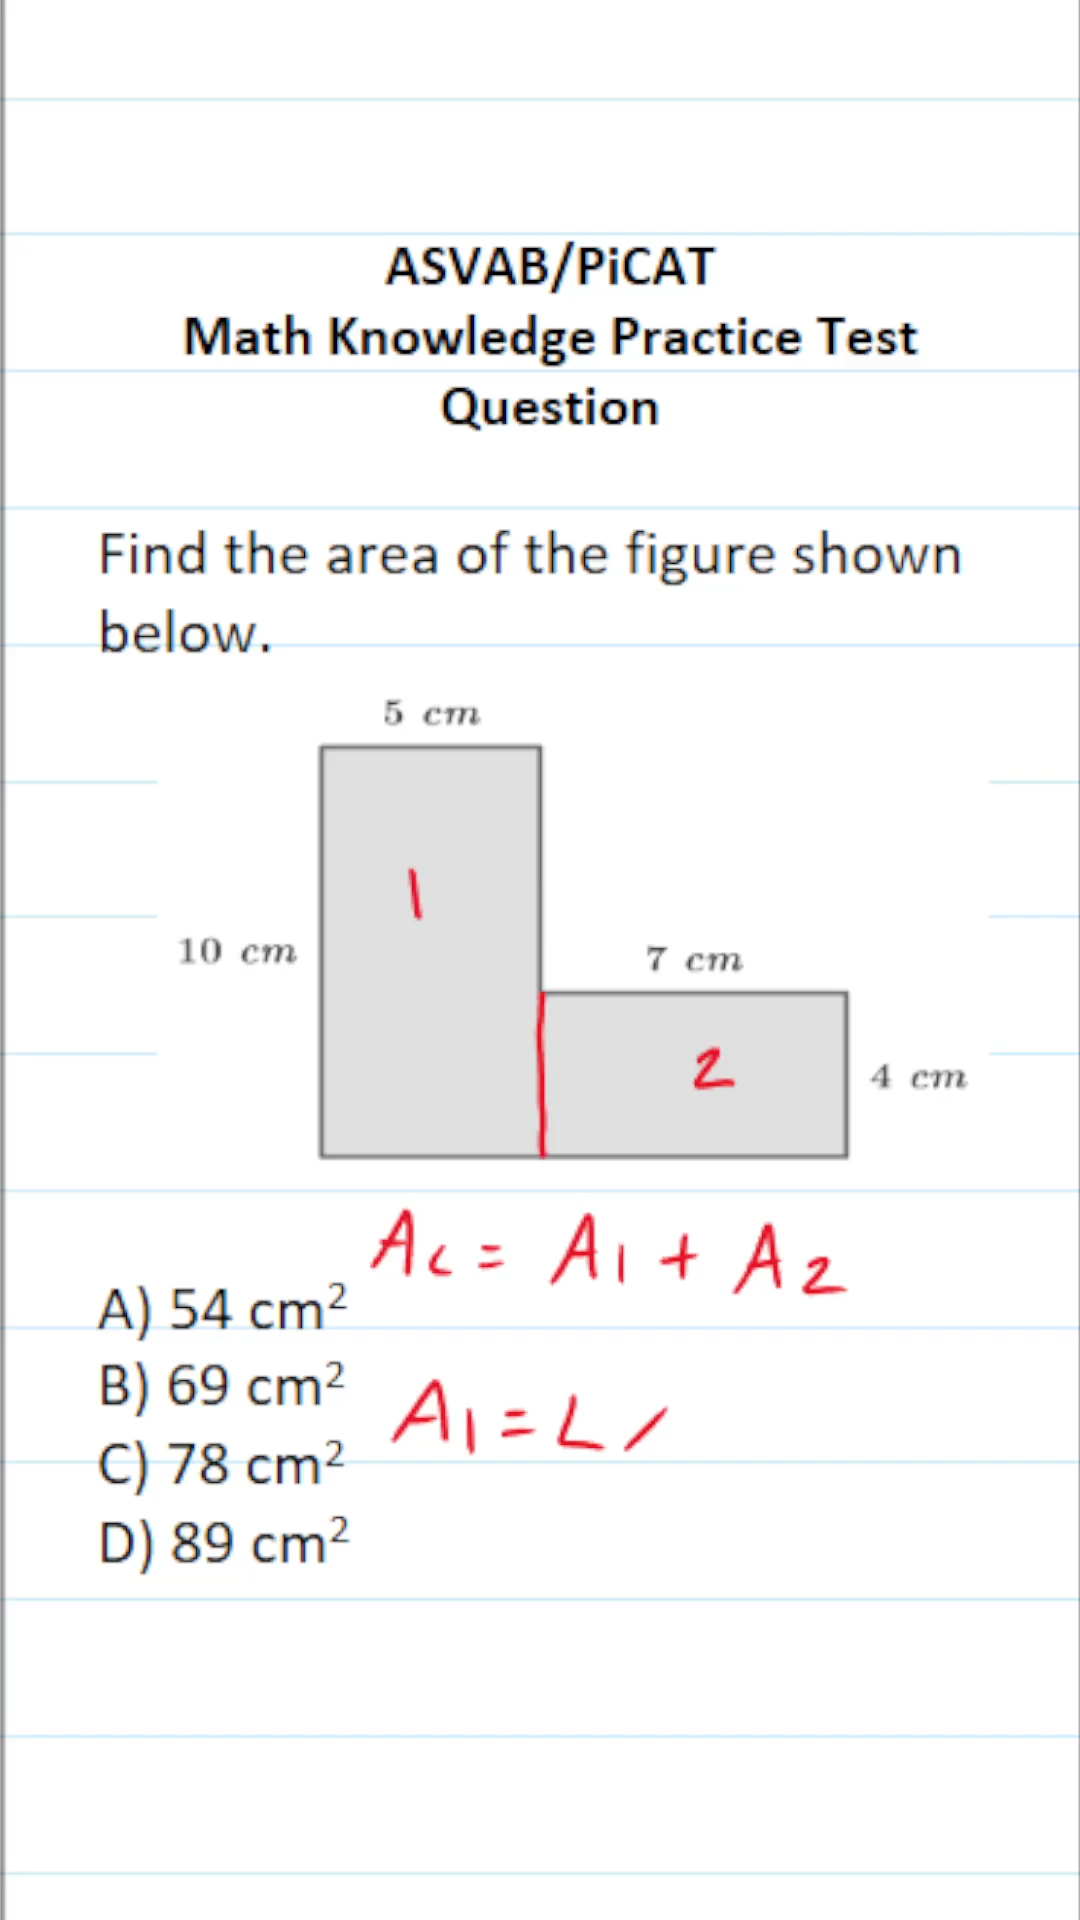 ASVAB/PiCAT
Math Knowledge Practice Test
Question
Find the area of the figure shown
below.
5 cm
1
10 cm
7 cm
2
4 cm
Ac = A1 + A2
A) 54 cm²
B) 69 cm²
A1 = L
C) 78 cm²
D) 89 cm²